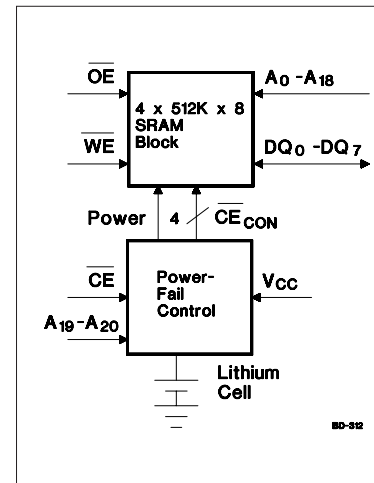 OE
A0 -A18
4 x 512K x 8
SRAM
Block
WE
DQ0 -DQ7
Power
4
CECON
CE
Power-
Fail
Control
VCC
A19-A20
Lithium
Cell
BD-312